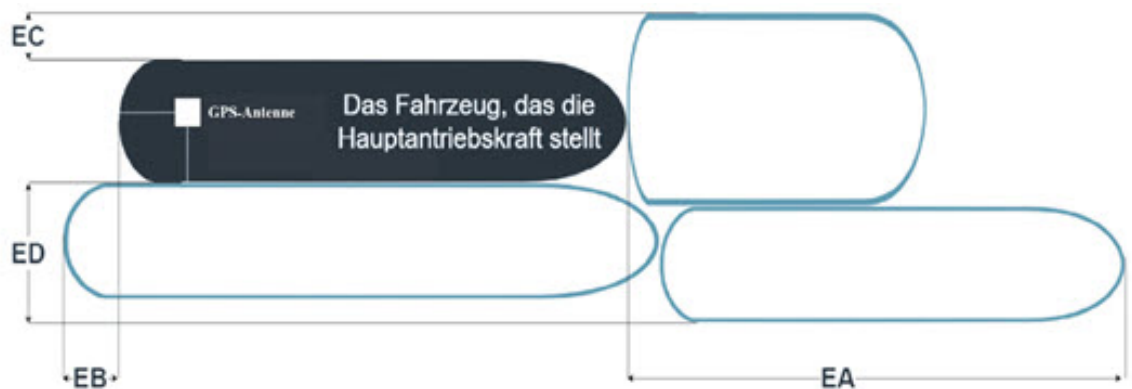 EC
GPS-Antenne
Das Fahrzeug, das die
Hauptantriebskraft stellt
ED
EB
EA